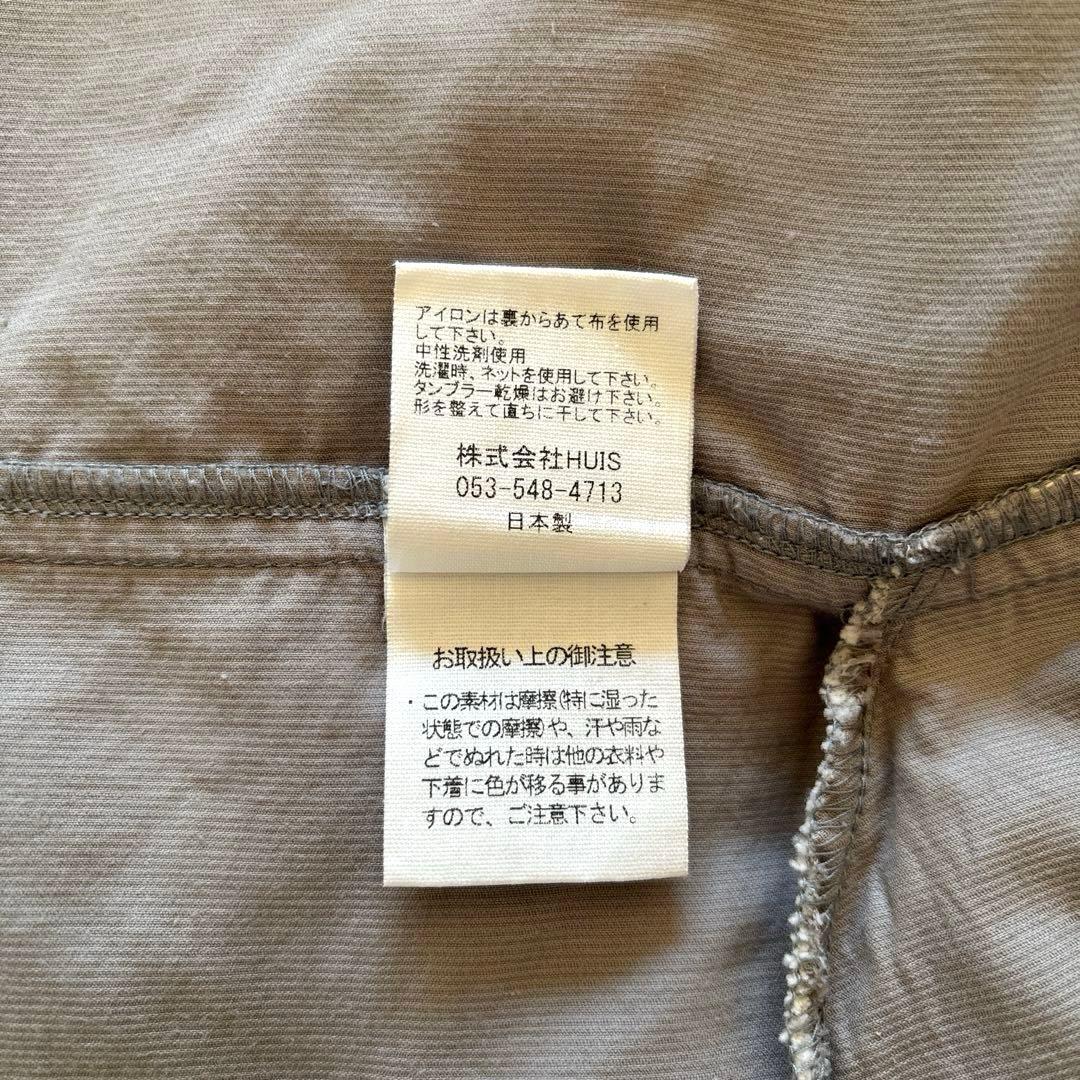 アイロンは裏からあて布を使用
して下さい。
中性洗剤使用
洗濯時、ネットを使用して下さい。
タンブラー乾燥はお避け下さい。
形を整えて直ちに干して下さい。
株式会社HUIS
053-548-4713
日本製
お取扱い上の御注意
・この素材は摩擦(特に湿った
状態での摩擦)や、汗や雨な
どでぬれた時は他の衣料や
下着に色が移る事がありま
すので、ご注意下さい。